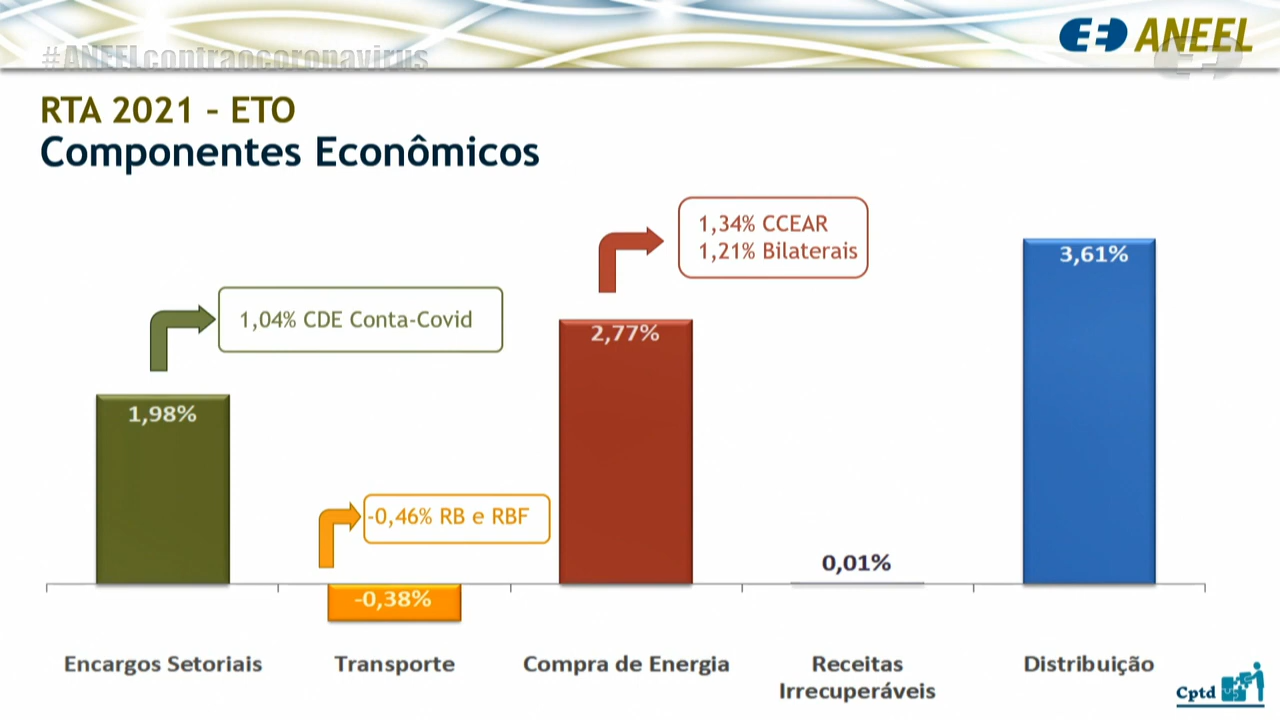 #ANEELcontraocoronavirus
ANEEL
RTA 2021 – ETO
Componentes Econômicos
1,34% CCEAR
1,21% Bilaterais
3,61%
1,04% CDE Conta-Covid
2,77%
1,98%
-0,46% RB e RBF
0,01%
-0,38%
Encargos Setoriais
Transporte
Compra de Energia
Receitas
Irrecuperáveis
Distribuição
Cptd